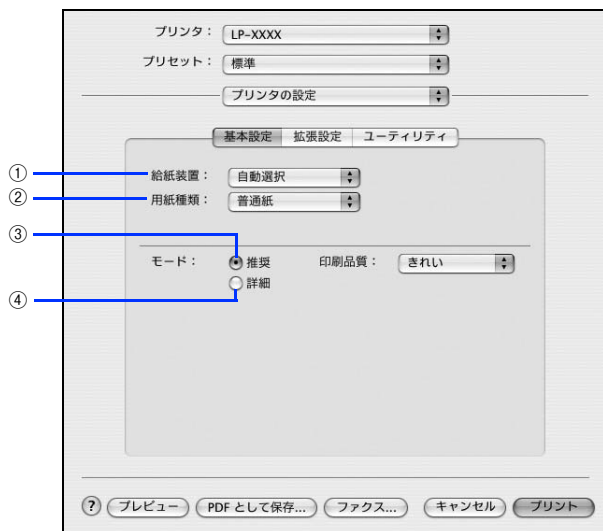 プリンタ： LP-XXXX
プリセット： 標準
プリンタの設定
基本設定 拡張設定 ユーティリティ
① 給紙装置： 自動選択
② 用紙種類： 普通紙
③
モード： 推奨 印刷品質： きれい
④ 詳細
? プレビュー PDF として保存... ファクス... キャンセル プリント